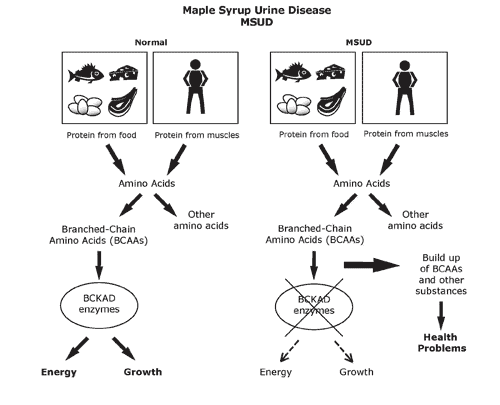 Maple Syrup Urine Disease
MSUD
Normal
Protein from food
Protein from muscles
Amino Acids
Branched-Chain
Amino Acids (BCAAs)
Other
amino acids
BCKAD
enzymes
Energy
Growth
MSUD
Protein from food
Protein from muscles
Amino Acids
Branched-Chain
Amino Acids (BCAAs)
Other
amino acids
BCKAD
enzymes
Build up
of BCAAs
and other
substances
Health
Problems
Energy
Growth